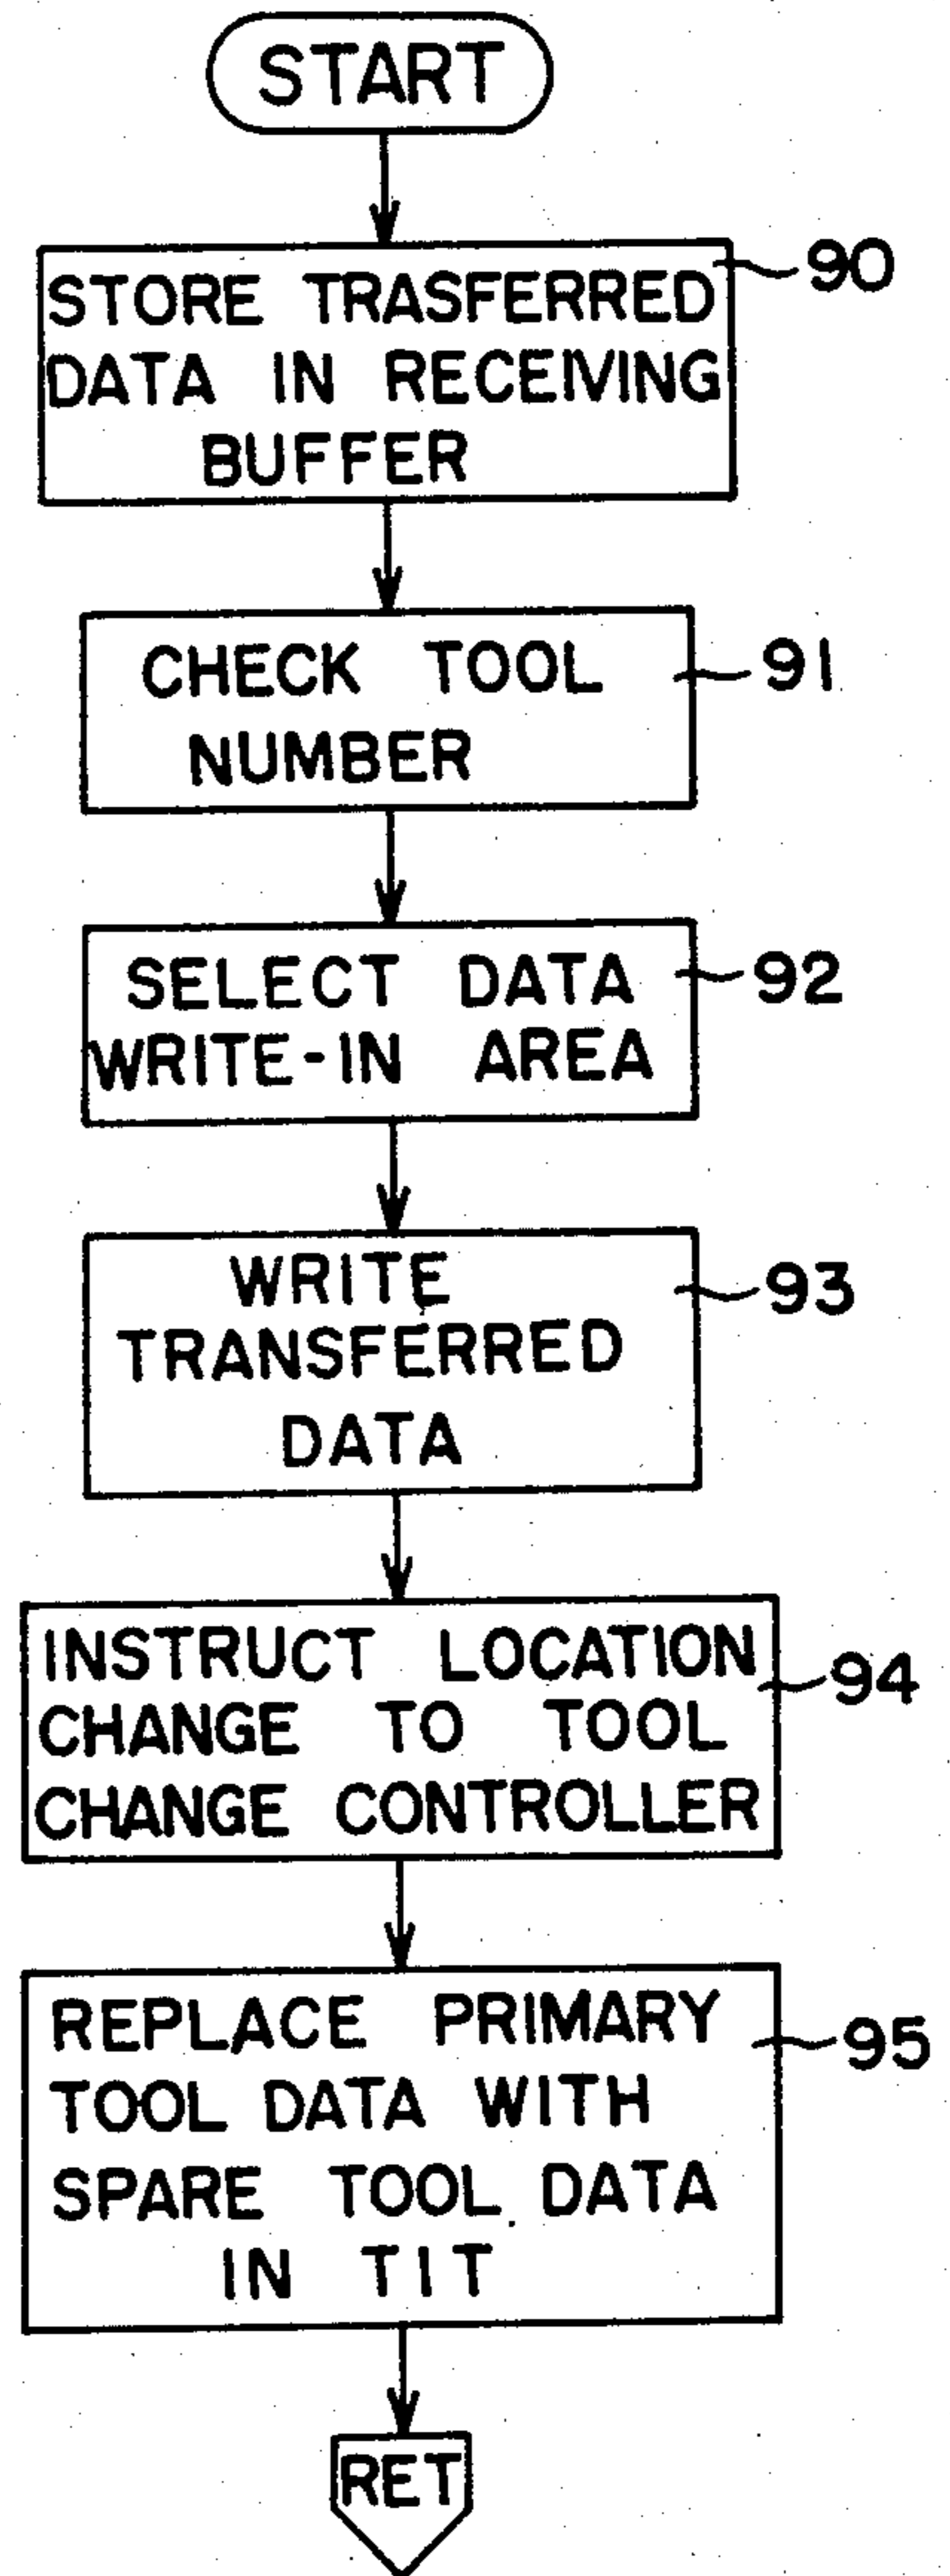 START
STORE TRASFERRED
90
DATA IN RECEIVING
BUFFER
CHECK TOOL
91
NUMBER
SELECT DATA
92
WRITE-IN AREA
WRITE
93
TRANSFERRED
DATA
INSTRUCT LOCATION
94
CHANGE TO TOOL
CHANGE CONTROLLER
REPLACE PRIMARY
95
TOOL DATA WITH
SPARE TOOL DATA
IN TIT
RET